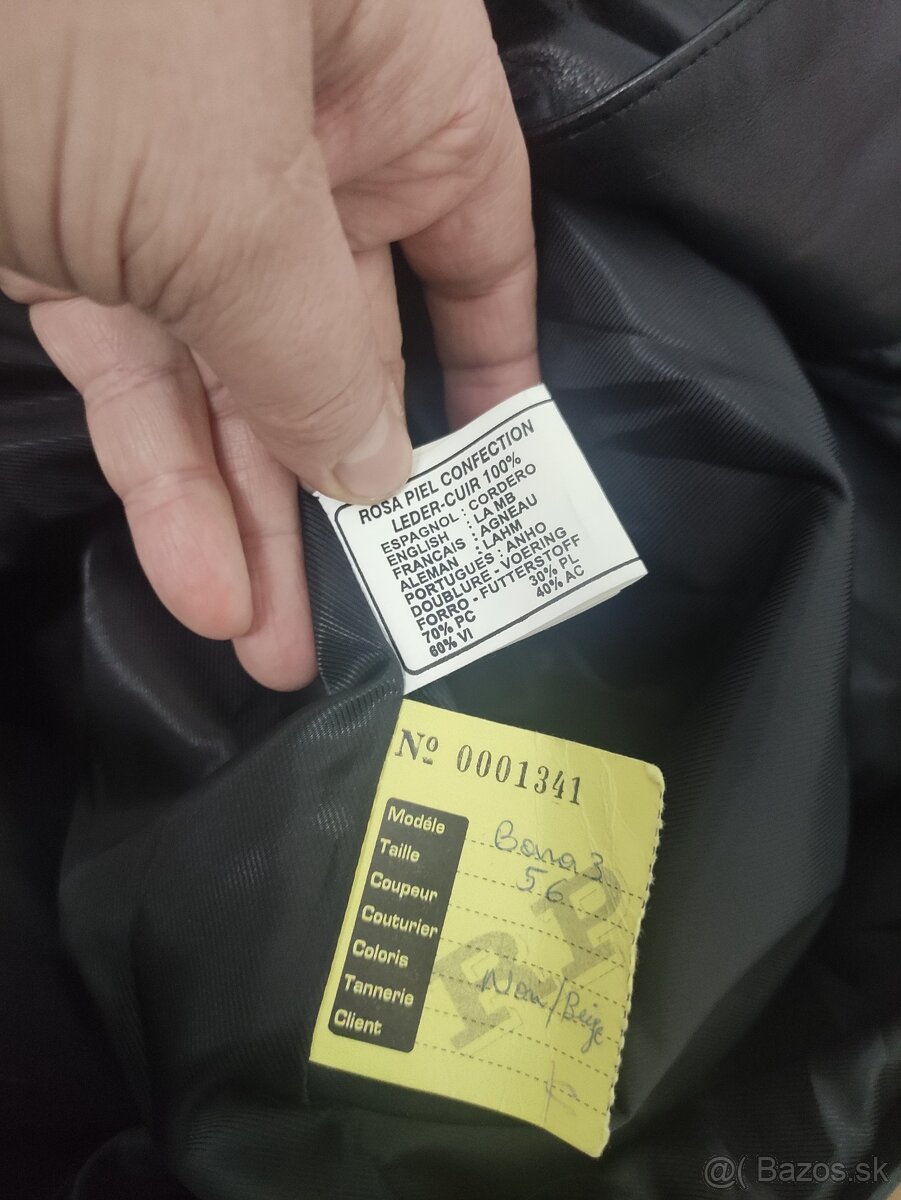 ROSA PIEL CONFECTION
LEDER-CUIR 100%
ESPAGNOL : CORDERO
ENGLISH : LAMB
FRANCAIS : AGNEAU
ALEMAN : LAHM
PORTUGUES : ANHO
DOUBLURE - VOERING
FORRO - FUTTERSTOFF
70% PC 30% PL
60% VI 40% AC
Nº 0001341
Modéle
Taille 56
Coupeur
Couturier
Coloris /Beige
Tannerie
Client
@( Bazos.sk